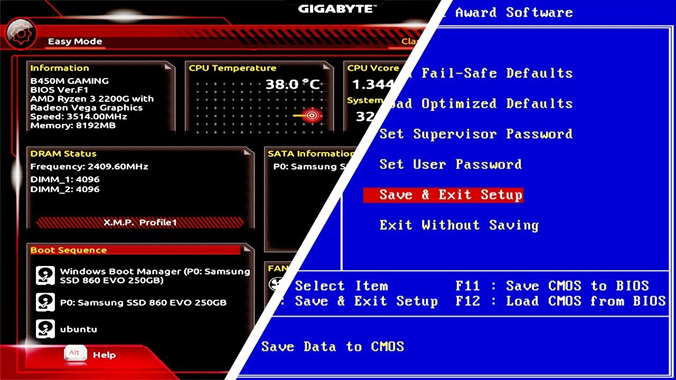 GIGABYTE™
Easy Mode
Information
B450M GAMING
BIOS Ver.F1
AMD Ryzen 3 2200G with
Radeon Vega Graphics
Speed: 3514.00MHz
Memory: 8192MB
CPU Temperature
38.0 °C
CPU Vcore
1.344
System
DRAM Status
Frequency: 2409.60MHz
DIMM_1: 4096
DIMM_2: 4096
X.M.P. Profile1
SATA Information
P0: Samsung S
Boot Sequence
Windows Boot Manager (P0: Samsung
SSD 860 EVO 250GB)
P0: Samsung SSD 860 EVO 250GB
ubuntu
FAN
Alt Help
Award Software
Fail-Safe Defaults
Optimized Defaults
Set Supervisor Password
Set User Password
Save & Exit Setup
Exit Without Saving
Select Item F11 : Save CMOS to BIOS
: Save & Exit Setup F12 : Load CMOS from BIOS
Save Data to CMOS